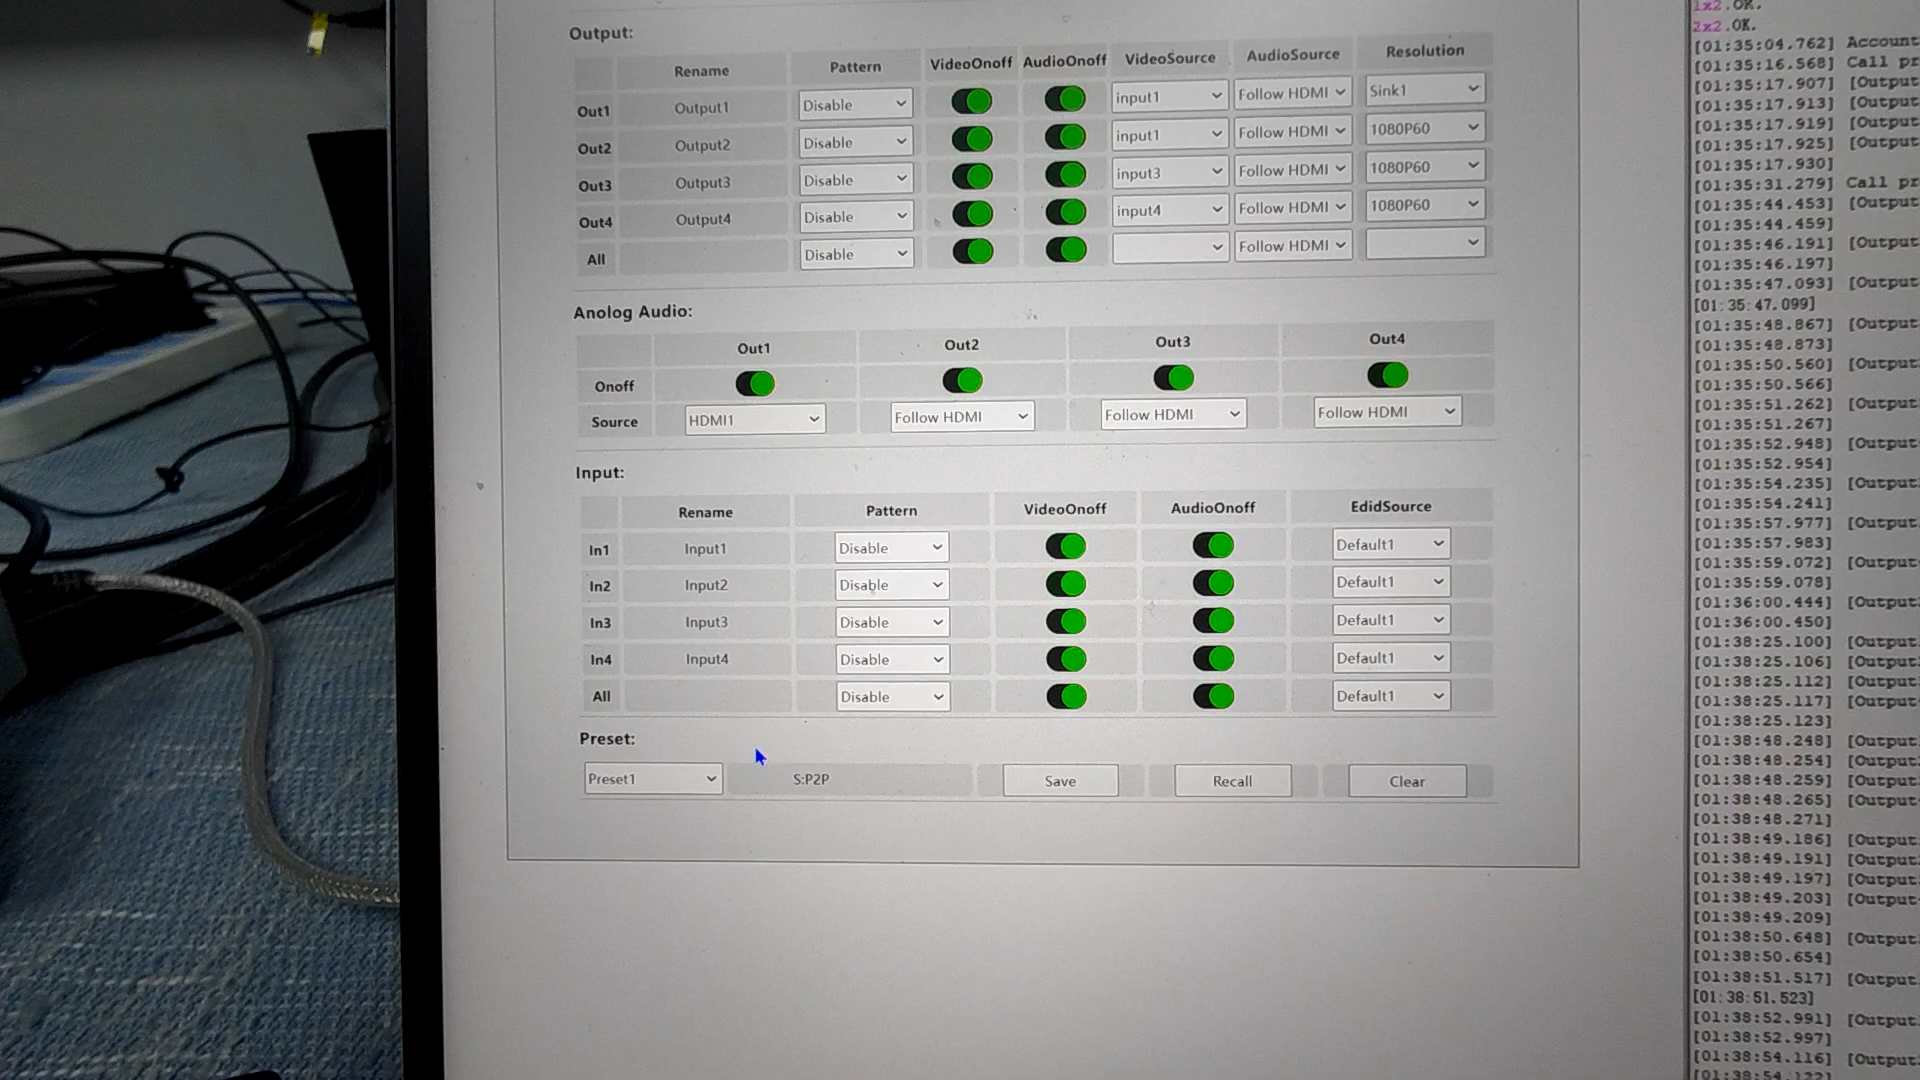 Output:
Rename Pattern VideoOnoff AudioOnoff VideoSource AudioSource Resolution
Out1 Output1 Disable input1 Follow HDMI Sink1
Out2 Output2 Disable input1 Follow HDMI 1080P60
Out3 Output3 Disable input3 Follow HDMI 1080P60
Out4 Output4 Disable input4 Follow HDMI 1080P60
All Disable Follow HDMI
Anolog Audio:
Out1 Out2 Out3 Out4
Onoff
Source HDMI1 Follow HDMI Follow HDMI Follow HDMI
Input:
Rename Pattern VideoOnoff AudioOnoff EdidSource
In1 Input1 Disable Default1
In2 Input2 Disable Default1
In3 Input3 Disable Default1
In4 Input4 Disable Default1
All Disable Default1
Preset:
Preset1 S:P2P Save Recall Clear
1x2.OK.
2x2.OK.
[01:35:04.762] Account
[01:35:16.568] Call pr
[01:35:17.907] [Output
[01:35:17.913] [Output
[01:35:17.919] [Output
[01:35:17.925] [Output
[01:35:17.930]
[01:35:31.279] Call pr
[01:35:44.453] [Output
[01:35:44.459]
[01:35:46.191] [Output
[01:35:46.197]
[01:35:47.093] [Output
[01:35:47.099]
[01:35:48.867] [Output
[01:35:48.873]
[01:35:50.560] [Output
[01:35:50.566]
[01:35:51.262] [Output
[01:35:51.267]
[01:35:52.948] [Output
[01:35:52.954]
[01:35:54.235] [Output
[01:35:54.241]
[01:35:57.977] [Output
[01:35:57.983]
[01:35:59.072] [Output
[01:35:59.078]
[01:36:00.444] [Output
[01:36:00.450]
[01:38:25.100] [Output
[01:38:25.106] [Output
[01:38:25.112] [Output
[01:38:25.117] [Output
[01:38:25.123]
[01:38:48.248] [Output
[01:38:48.254] [Output
[01:38:48.259] [Output
[01:38:48.265] [Output
[01:38:48.271]
[01:38:49.186] [Output
[01:38:49.191] [Output
[01:38:49.197] [Output
[01:38:49.203] [Output
[01:38:49.209]
[01:38:50.648] [Output
[01:38:50.654]
[01:38:51.517] [Output
[01:38:51.523]
[01:38:52.991] [Output
[01:38:52.997]
[01:38:54.116] [Output
[01:38:54.122]